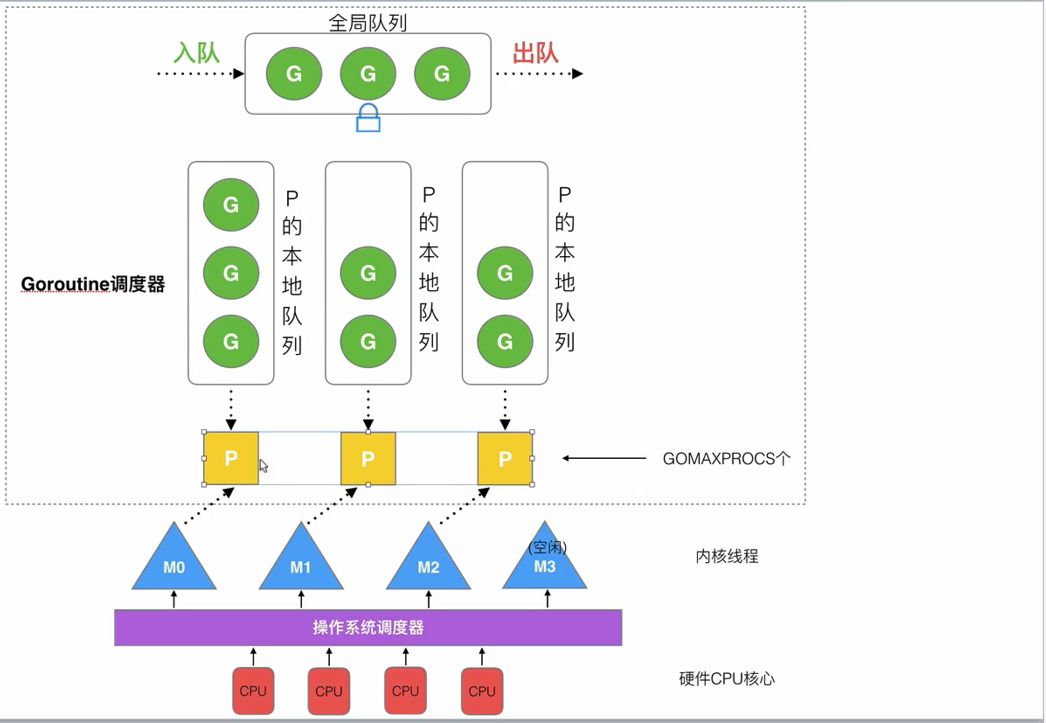 全局队列
入队
出队
G G G
G
G
G
P的本地队列
G
G
P的本地队列
G
G
P的本地队列
Goroutine调度器
P P P
GOMAXPROCS个
M0 M1 M2
(空闲)
M3
内核线程
操作系统调度器
CPU CPU CPU CPU
硬件CPU核心